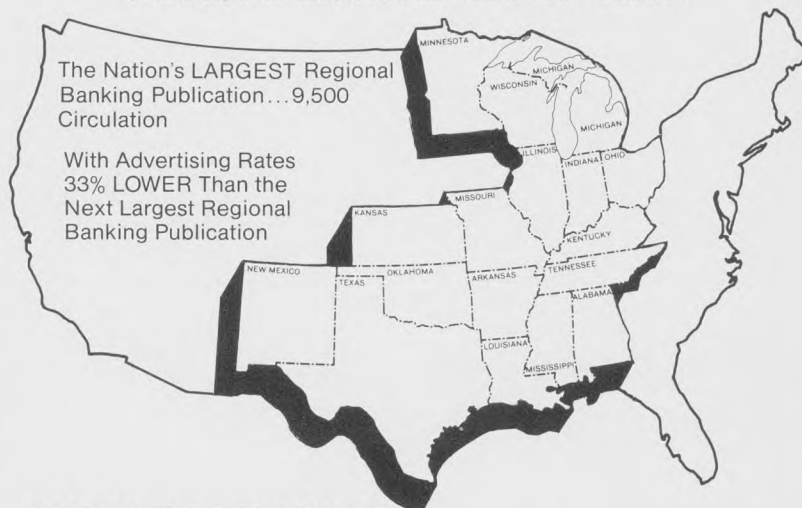 The Nation's LARGEST Regional
Banking Publication...9,500
Circulation
With Advertising Rates
33% LOWER Than the
Next Largest Regional
Banking Publication
MINNESOTA
MICHIGAN
WISCONSIN
MICHIGAN
ILLINOIS
INDIANA
OHIO
MISSOURI
KANSAS
KENTUCKY
NEW MEXICO
TEXAS
OKLAHOMA
ARKANSAS
TENNESSEE
ALABAMA
LOUISIANA
MISSISSIPPI